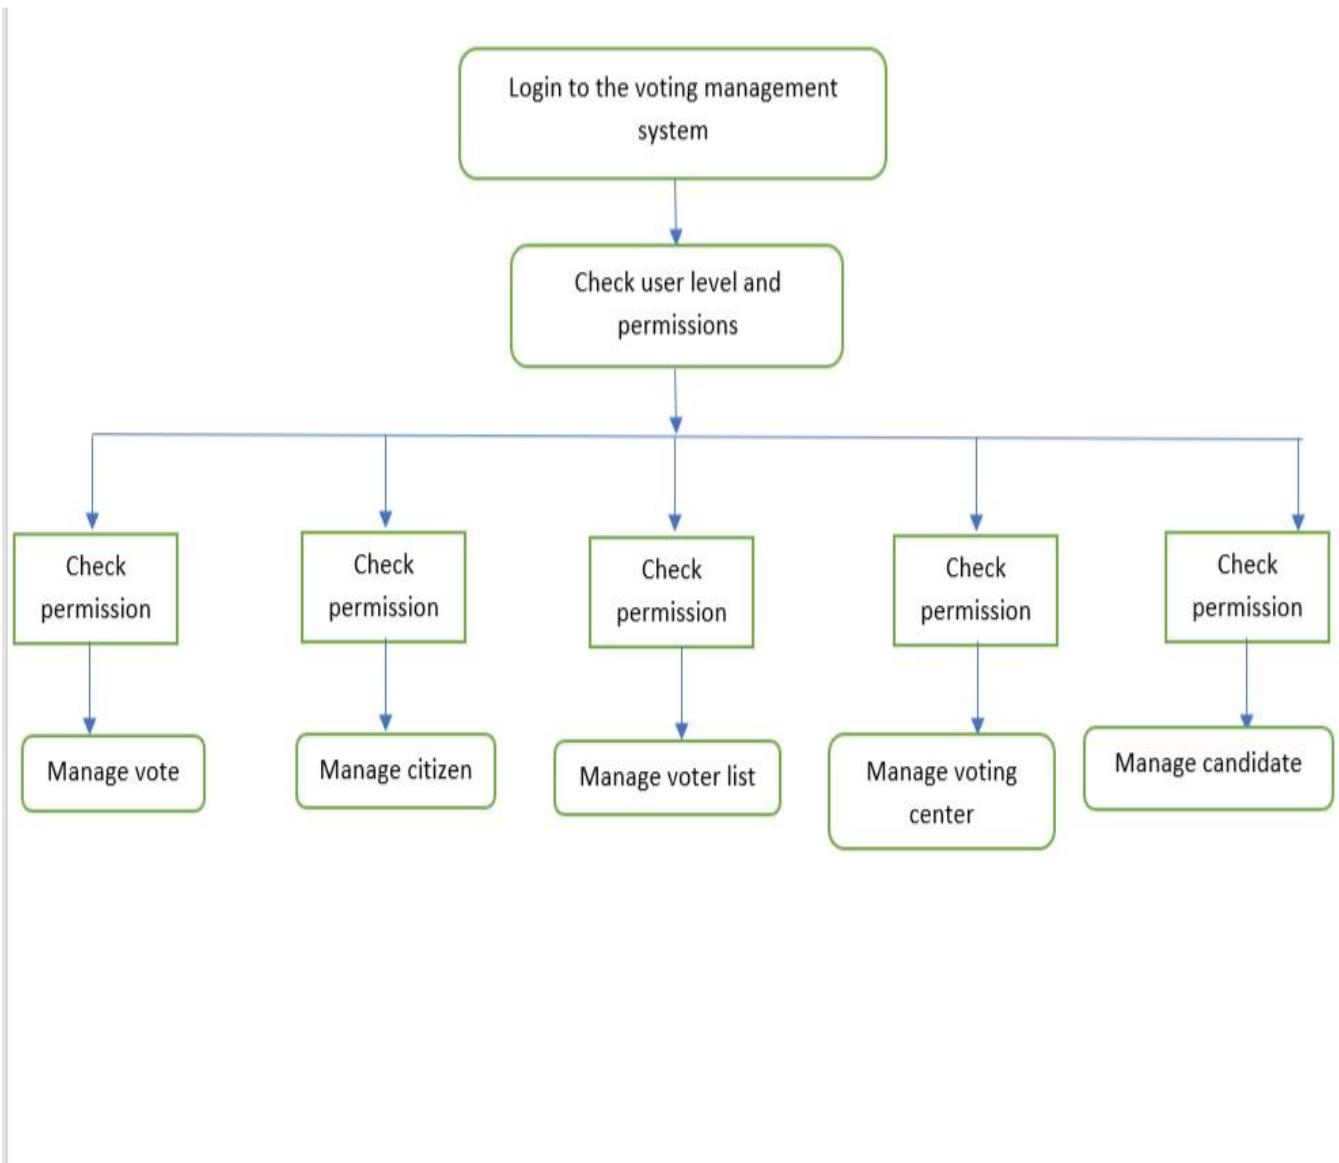 Login to the voting management
system
Check user level and
permissions
Check
permission
Check
permission
Check
permission
Check
permission
Check
permission
Manage vote
Manage citizen
Manage voter list
Manage voting
center
Manage candidate